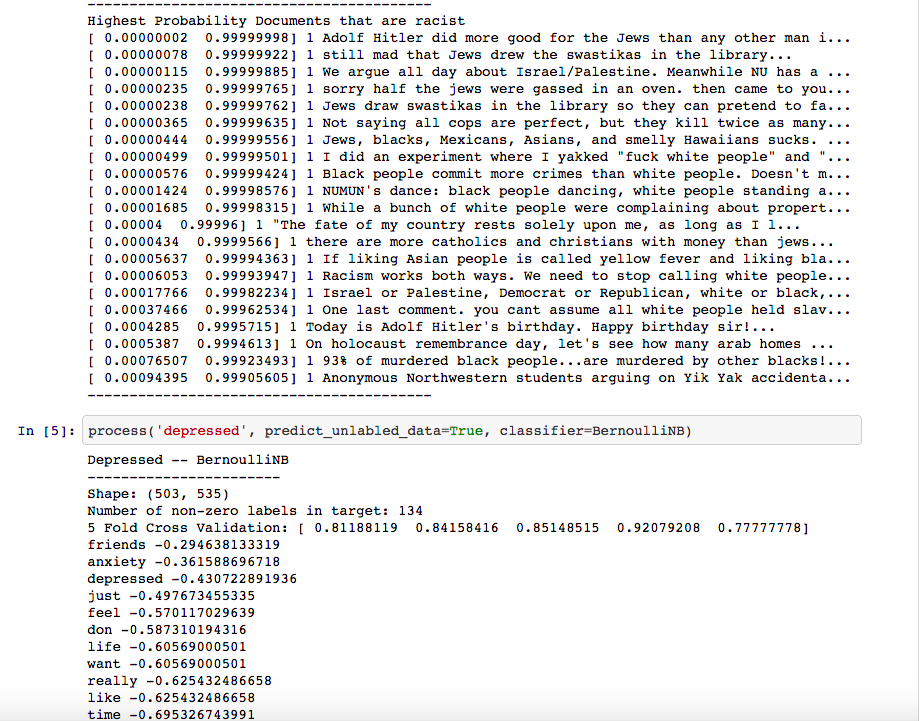 -----------------------------------------
Highest Probability Documents that are racist
[ 0.00000002  0.99999998] 1 Adolf Hitler did more good for the Jews than any other man i...
[ 0.00000078  0.99999922] 1 still mad that Jews drew the swastikas in the library...
[ 0.00000115  0.99999885] 1 We argue all day about Israel/Palestine. Meanwhile NU has a ...
[ 0.00000235  0.99999765] 1 sorry half the jews were gassed in an oven. then came to you...
[ 0.00000238  0.99999762] 1 Jews draw swastikas in the library so they can pretend to fa...
[ 0.00000365  0.99999635] 1 Not saying all cops are perfect, but they kill twice as many...
[ 0.00000444  0.99999556] 1 Jews, blacks, Mexicans, Asians, and smelly Hawaiians sucks. ...
[ 0.00000499  0.99999501] 1 I did an experiment where I yakked "fuck white people" and "...
[ 0.00000576  0.99999424] 1 Black people commit more crimes than white people. Doesn't m...
[ 0.00001424  0.99998576] 1 NUMUN's dance: black people dancing, white people standing a...
[ 0.00001685  0.99998315] 1 While a bunch of white people were complaining about propert...
[ 0.00004  0.99996] 1 "The fate of my country rests solely upon me, as long as I l...
[ 0.0000434  0.9999566] 1 there are more catholics and christians with money than jews...
[ 0.00005637  0.99994363] 1 If liking Asian people is called yellow fever and liking bla...
[ 0.00006053  0.99993947] 1 Racism works both ways. We need to stop calling white people...
[ 0.00017766  0.99982234] 1 Israel or Palestine, Democrat or Republican, white or black,...
[ 0.00037466  0.99962534] 1 One last comment. you cant assume all white people held slav...
[ 0.0004285  0.9995715] 1 Today is Adolf Hitler's birthday. Happy birthday sir!...
[ 0.0005387  0.9994613] 1 On holocaust remembrance day, let's see how many arab homes ...
[ 0.00076507  0.99923493] 1 93% of murdered black people...are murdered by other blacks!...
[ 0.00094395  0.99905605] 1 Anonymous Northwestern students arguing on Yik Yak accidenta...
-----------------------------------------
In [5]: process('depressed', predict_unlabled_data=True, classifier=BernoulliNB)
Depressed -- BernoulliNB
-----------------------
Shape: (503, 535)
Number of non-zero labels in target: 134
5 Fold Cross Validation: [ 0.81188119  0.84158416  0.85148515  0.92079208  0.77777778]
friends -0.294638133319
anxiety -0.361588696718
depressed -0.430722891936
just -0.497673455335
feel -0.570117029639
don -0.587310194316
life -0.60569000501
want -0.60569000501
really -0.625432486658
like -0.625432486658
time -0.695326743991